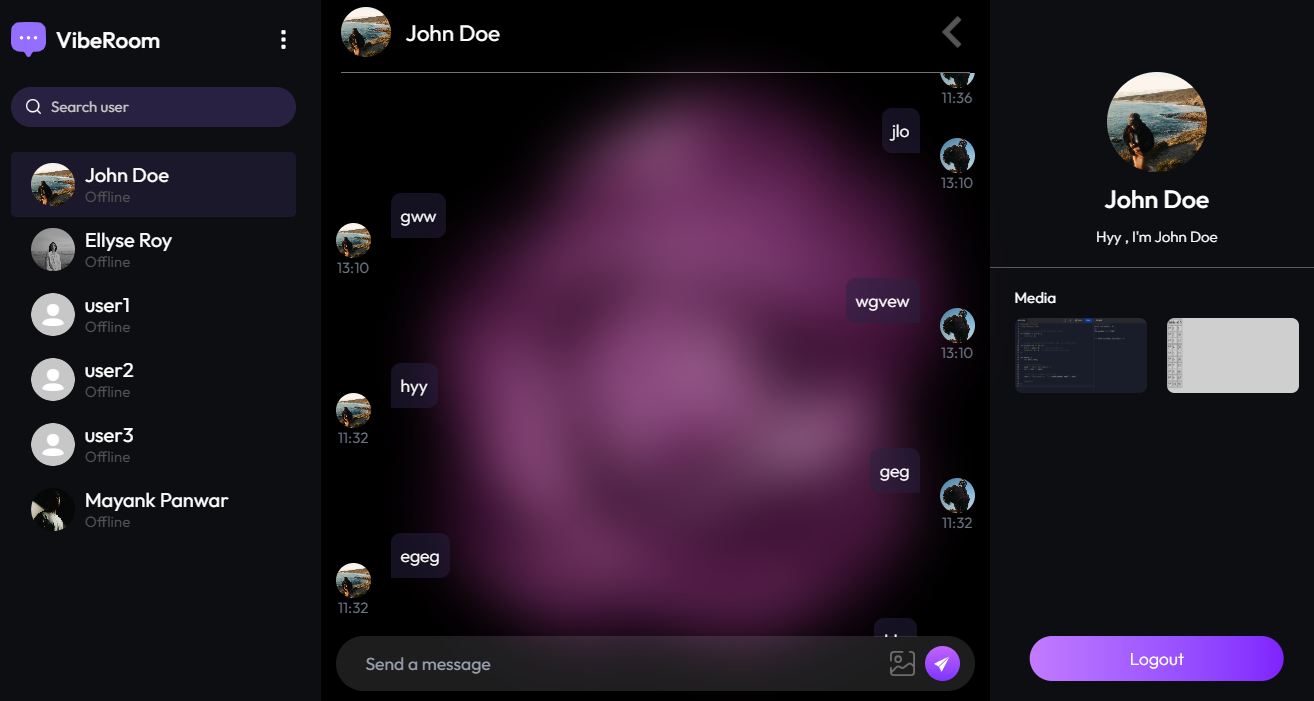 VibeRoom
Search user
John Doe
Offline
Ellyse Roy
Offline
user1
Offline
user2
Offline
user3
Offline
Mayank Panwar
Offline
John Doe
11:36
jlo
13:10
gww
13:10
wgvew
13:10
hyy
11:32
geg
11:32
egeg
11:32
Send a message
John Doe
Hyy , I'm John Doe
Media
Logout